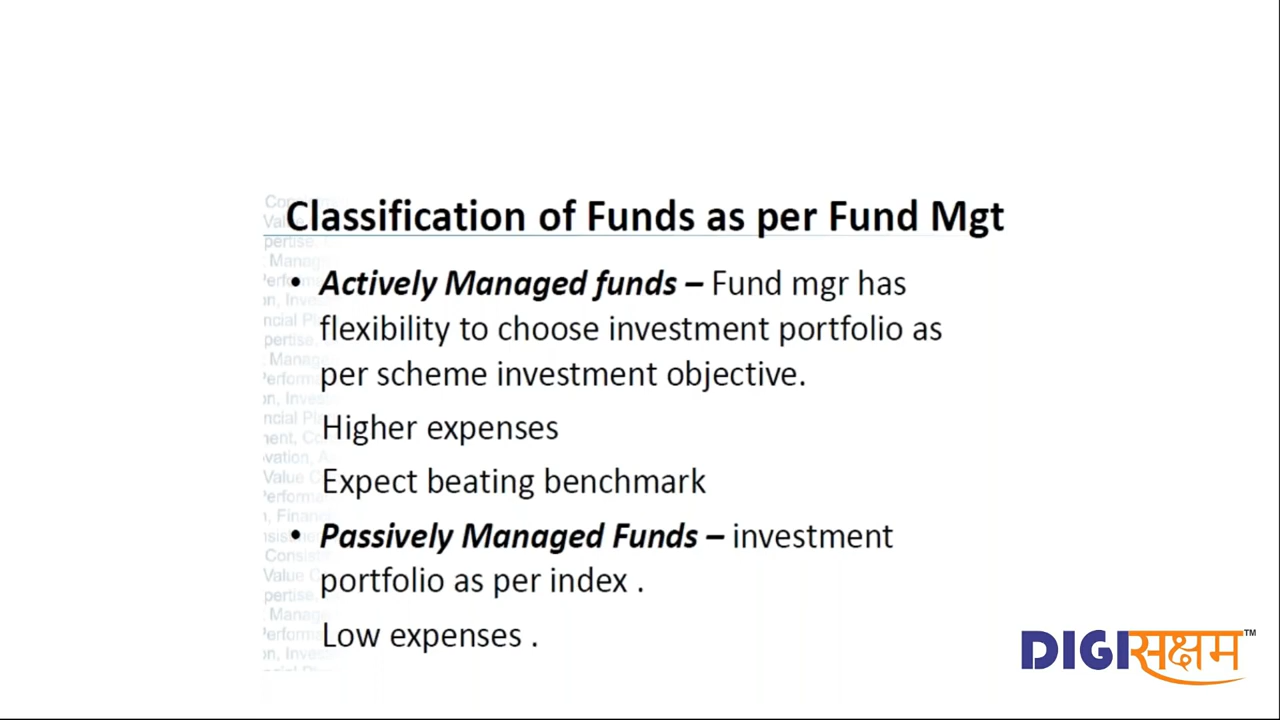 Classification of Funds as per Fund Mgt
• Actively Managed funds – Fund mgr has
flexibility to choose investment portfolio as
per scheme investment objective.
Higher expenses
Expect beating benchmark
• Passively Managed Funds – investment
portfolio as per index .
Low expenses .
DIGIसक्षम™